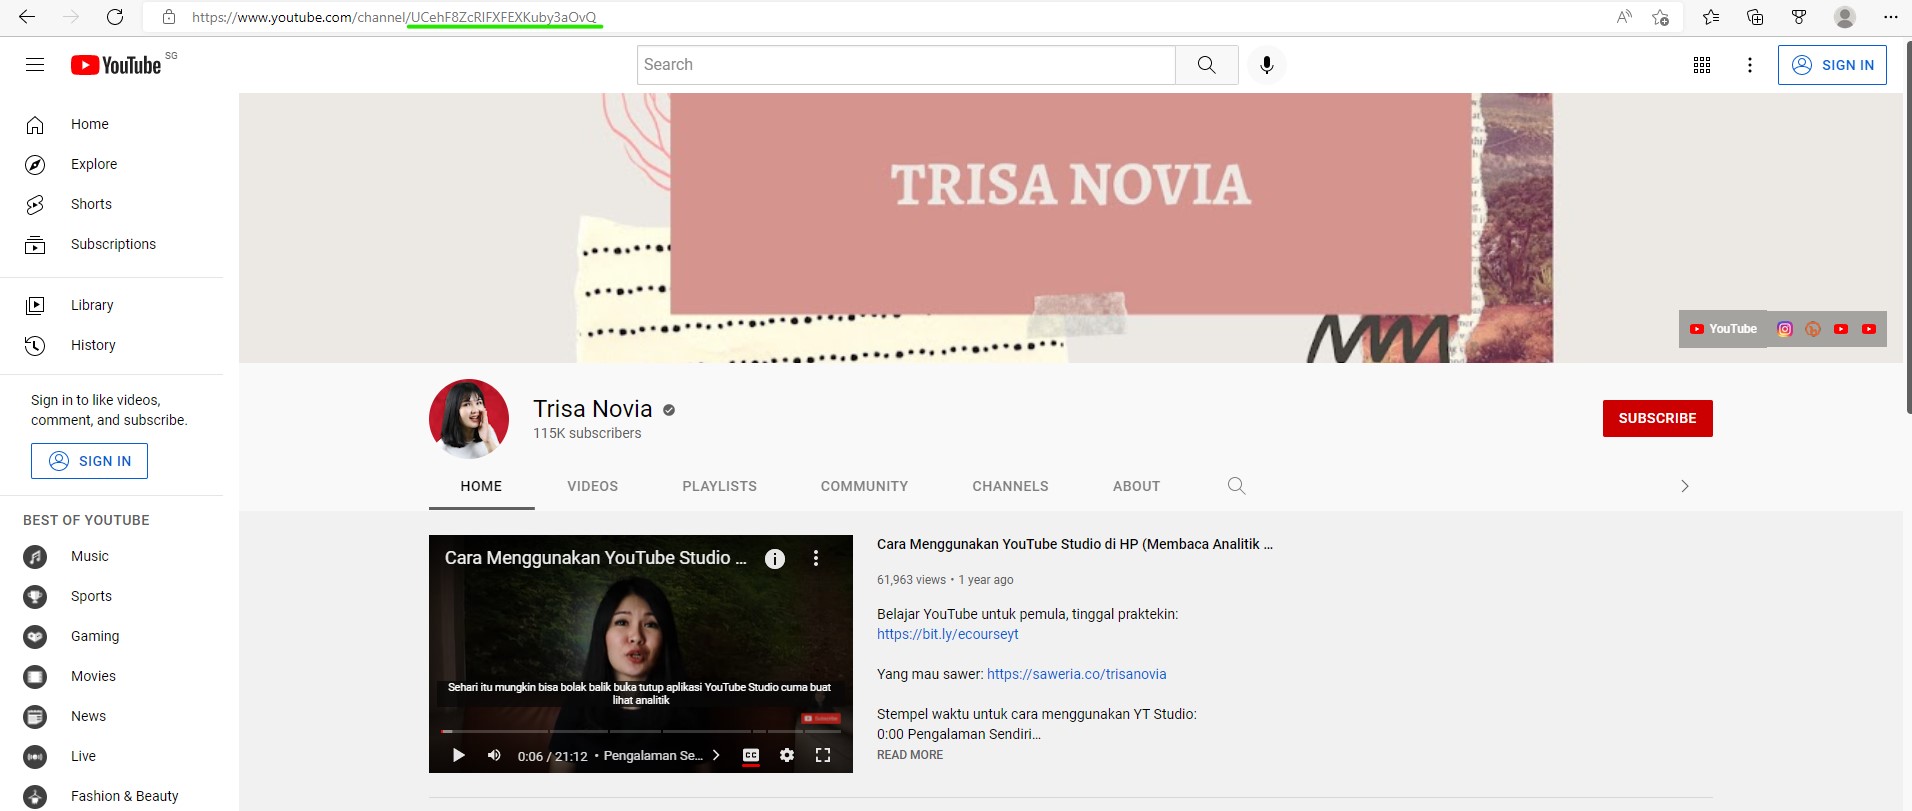 https://www.youtube.com/channel/UCehF8ZcRIFXFEXKuby3aOvQ
YouTube SG
Search
SIGN IN
Home
Explore
Shorts
Subscriptions
Library
History
Sign in to like videos,
comment, and subscribe.
SIGN IN
BEST OF YOUTUBE
Music
Sports
Gaming
Movies
News
Live
Fashion & Beauty
TRISA NOVIA
YouTube
Trisa Novia
115K subscribers
SUBSCRIBE
HOME VIDEOS PLAYLISTS COMMUNITY CHANNELS ABOUT
Cara Menggunakan YouTube Studio ...
Sehari itu mungkin bisa bolak balik buka tutup aplikasi YouTube Studio cuma buat
lihat analitik
Subscribe
0:06 / 21:12 • Pengalaman Se... CC
Cara Menggunakan YouTube Studio di HP (Membaca Analitik ...
61,963 views • 1 year ago
Belajar YouTube untuk pemula, tinggal praktekin:
https://bit.ly/ecourseyt
Yang mau sawer: https://saweria.co/trisanovia
Stempel waktu untuk cara menggunakan YT Studio:
0:00 Pengalaman Sendiri...
READ MORE